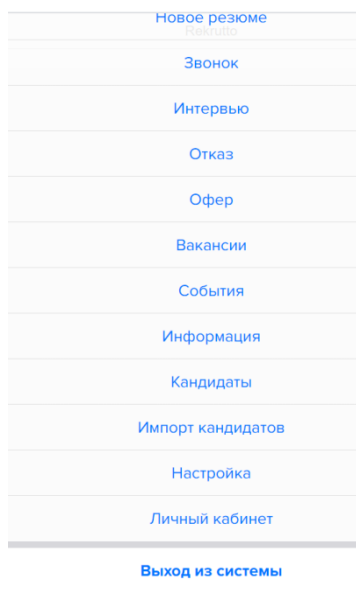 Новое резюме
Rekrutto
Звонок
Интервью
Отказ
Офер
Вакансии
События
Информация
Кандидаты
Импорт кандидатов
Настройка
Личный кабинет
Выход из системы